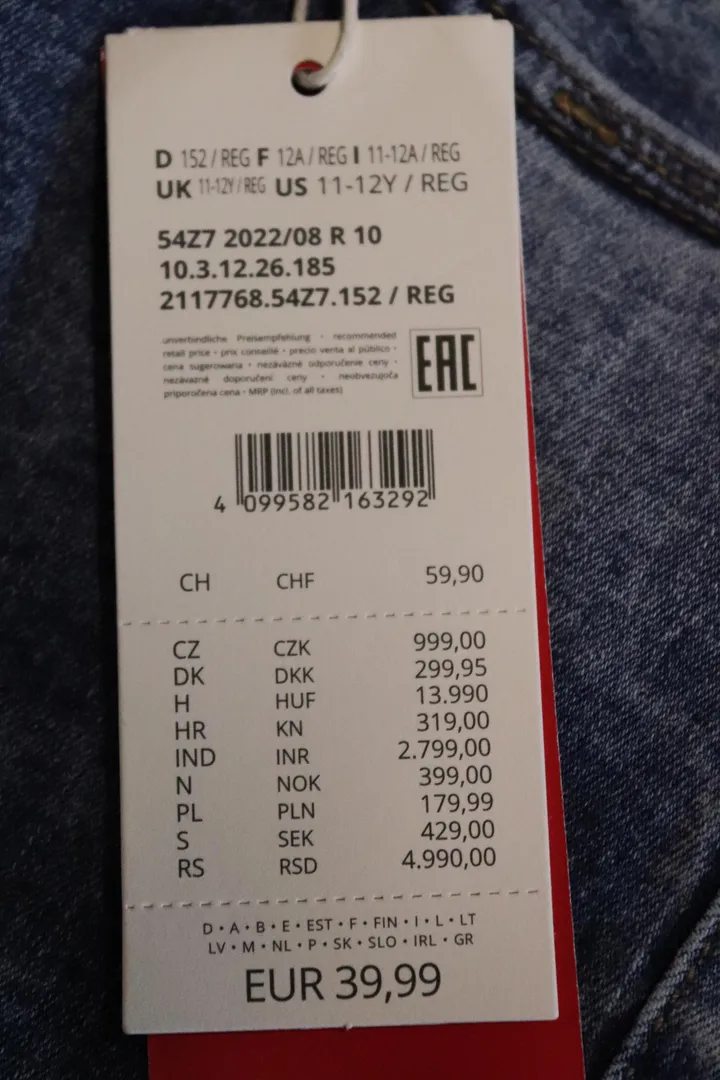 D 152 / REG F 12A / REG I 11-12A / REG
UK 11-12Y / REG US 11-12Y / REG
54Z7 2022/08 R 10
10.3.12.26.185
2117768.54Z7.152 / REG
unverbindliche Preisempfehlung · recommended
retail price · prix conseillé · precio venta al público ·
cena sugerowana · nezáväzné odporučenie ceny ·
nezávazné doporučení ceny · neobvezujoča
priporočena cena · MRP (incl. of all taxes)
EAC
4 099582 163292
CH CHF 59,90
CZ CZK 999,00
DK DKK 299,95
H HUF 13.990
HR KN 319,00
IND INR 2.799,00
N NOK 399,00
PL PLN 179,99
S SEK 429,00
RS RSD 4.990,00
D · A · B · E · EST · F · FIN · I · L · LT
LV · M · NL · P · SK · SLO · IRL · GR
EUR 39,99